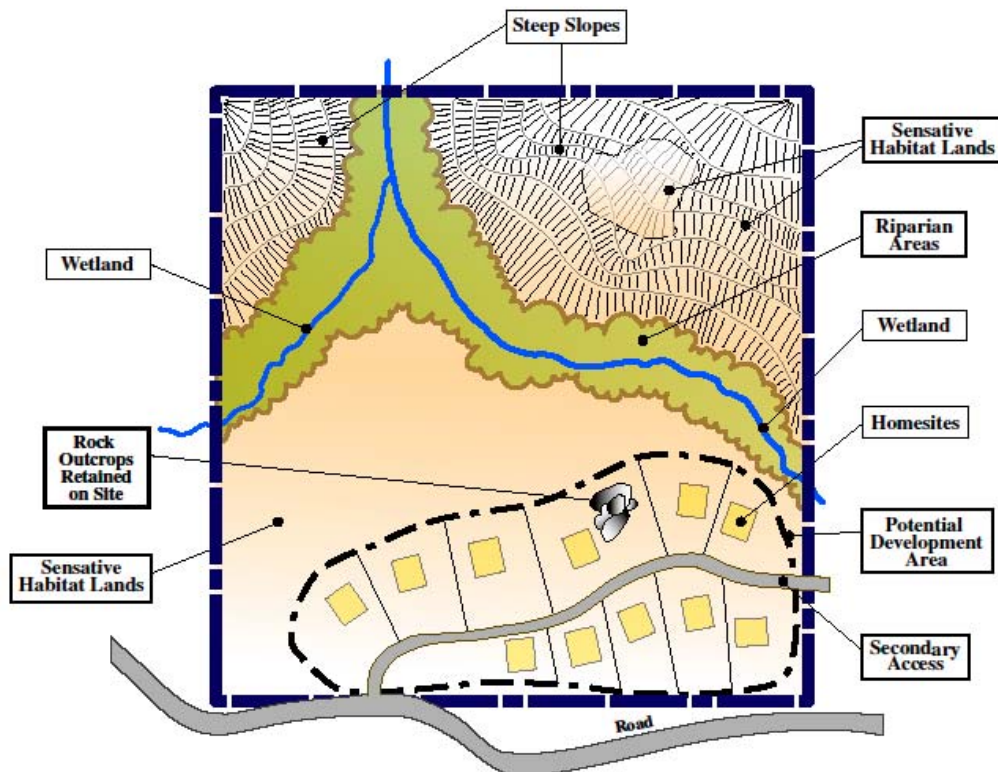 Steep Slopes
Sensative
Habitat Lands
Riparian
Areas
Wetland
Wetland
Homesites
Rock
Outcrops
Retained
on Site
Potential
Development
Area
Sensative
Habitat Lands
Secondary
Access
Road